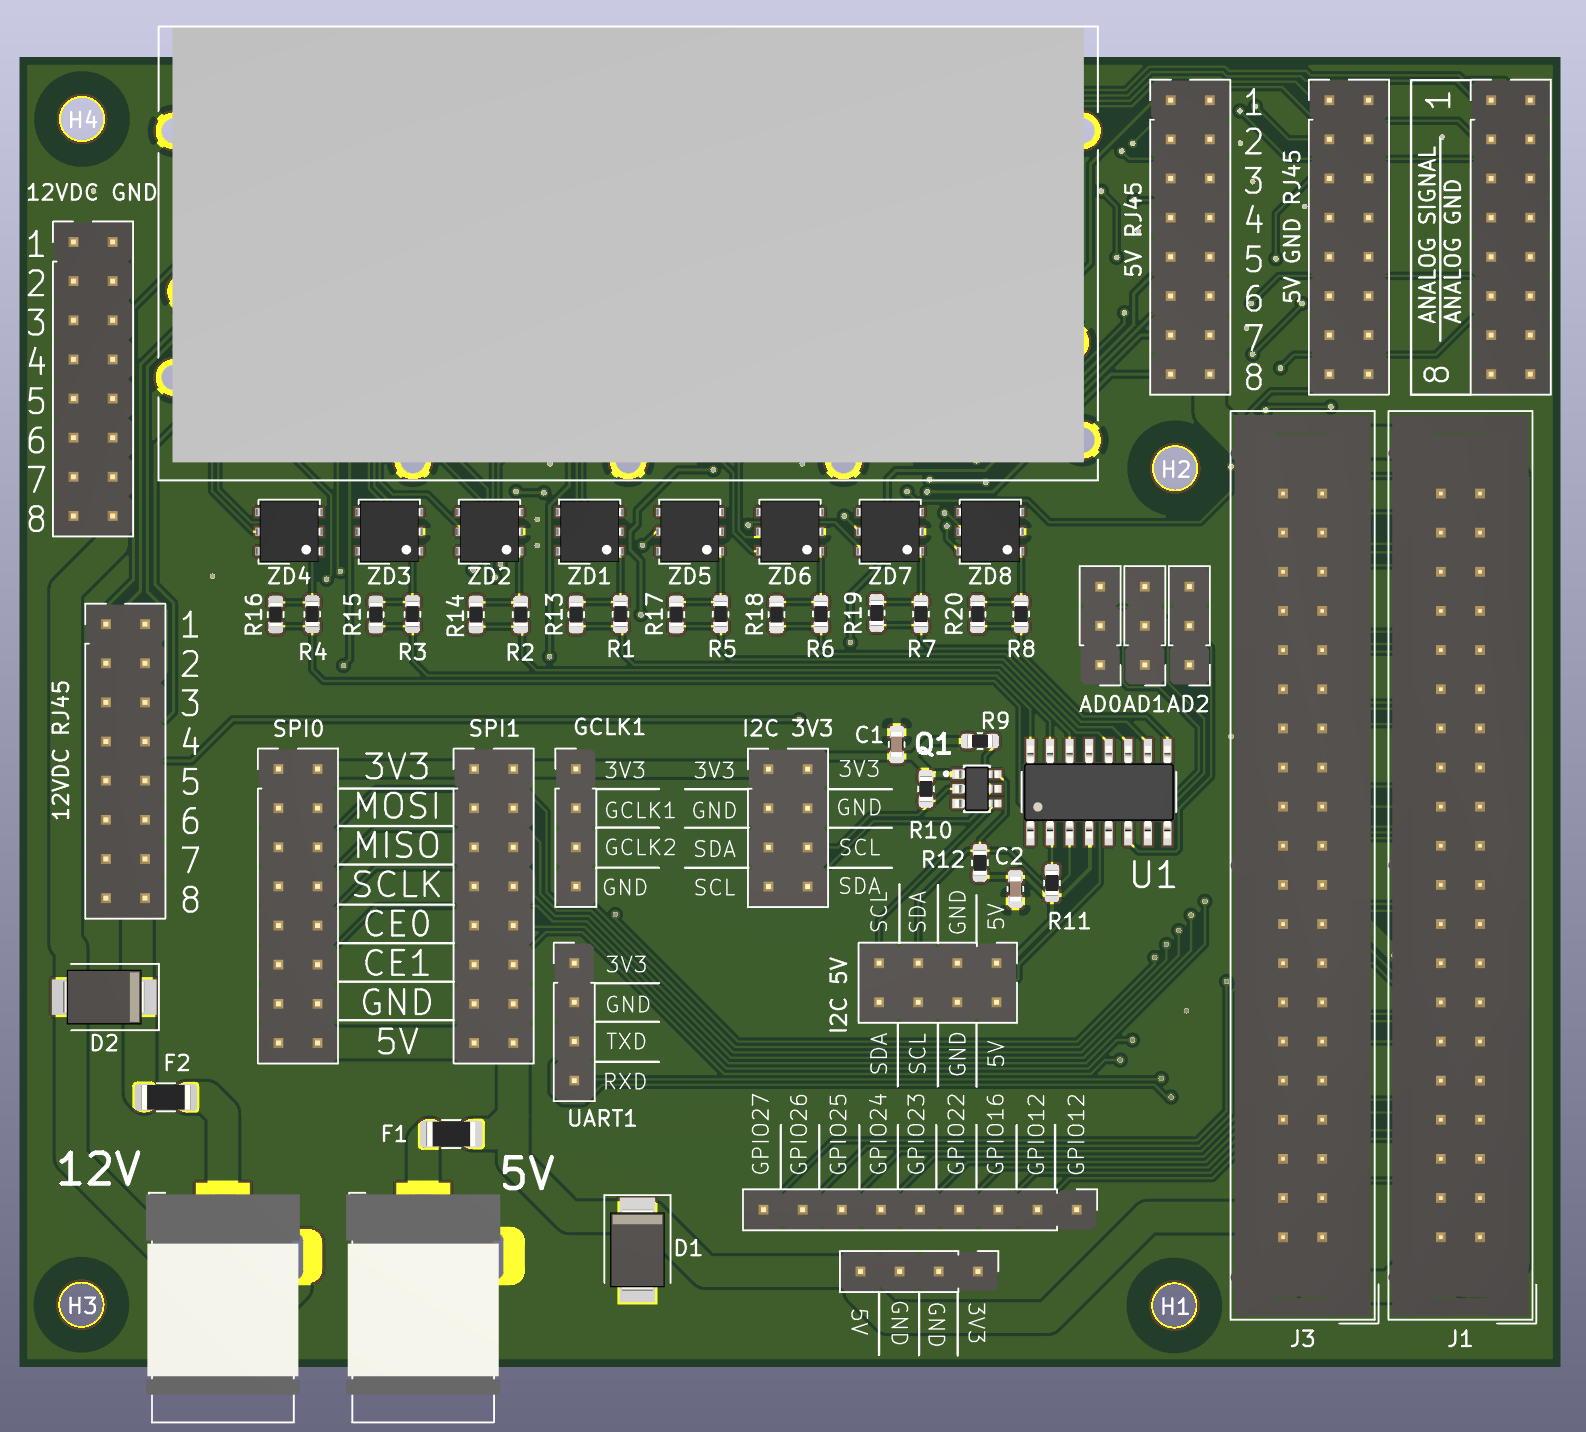 H4
12VDC GND
1
2
3
4
5
6
7
8
5V RJ45
1
2
3
4
5
6
7
8
5V GND RJ45
1
ANALOG SIGNAL
ANALOG GND
8
H2
ZD4
ZD3
ZD2
ZD1
ZD5
ZD6
ZD7
ZD8
R16
R15
R14
R13
R17
R18
R19
R20
R4
R3
R2
R1
R5
R6
R7
R8
AD0
AD1
AD2
12VDC RJ45
1
2
3
4
5
6
7
8
SPI0
SPI1
3V3
MOSI
MISO
SCLK
CE0
CE1
GND
5V
GCLK1
3V3
GCLK1
GCLK2
GND
I2C 3V3
3V3
GND
SDA
SCL
3V3
GND
SCL
SDA
C1
Q1
R9
R10
R12
C2
R11
U1
SCL
SDA
GND
5V
I2C 5V
SDA
SCL
GND
5V
3V3
GND
TXD
RXD
UART1
D2
F2
F1
12V
5V
GPIO27
GPIO26
GPIO25
GPIO24
GPIO23
GPIO22
GPIO16
GPIO12
GPIO12
D1
5V
GND
GND
3V3
H3
H1
J3
J1